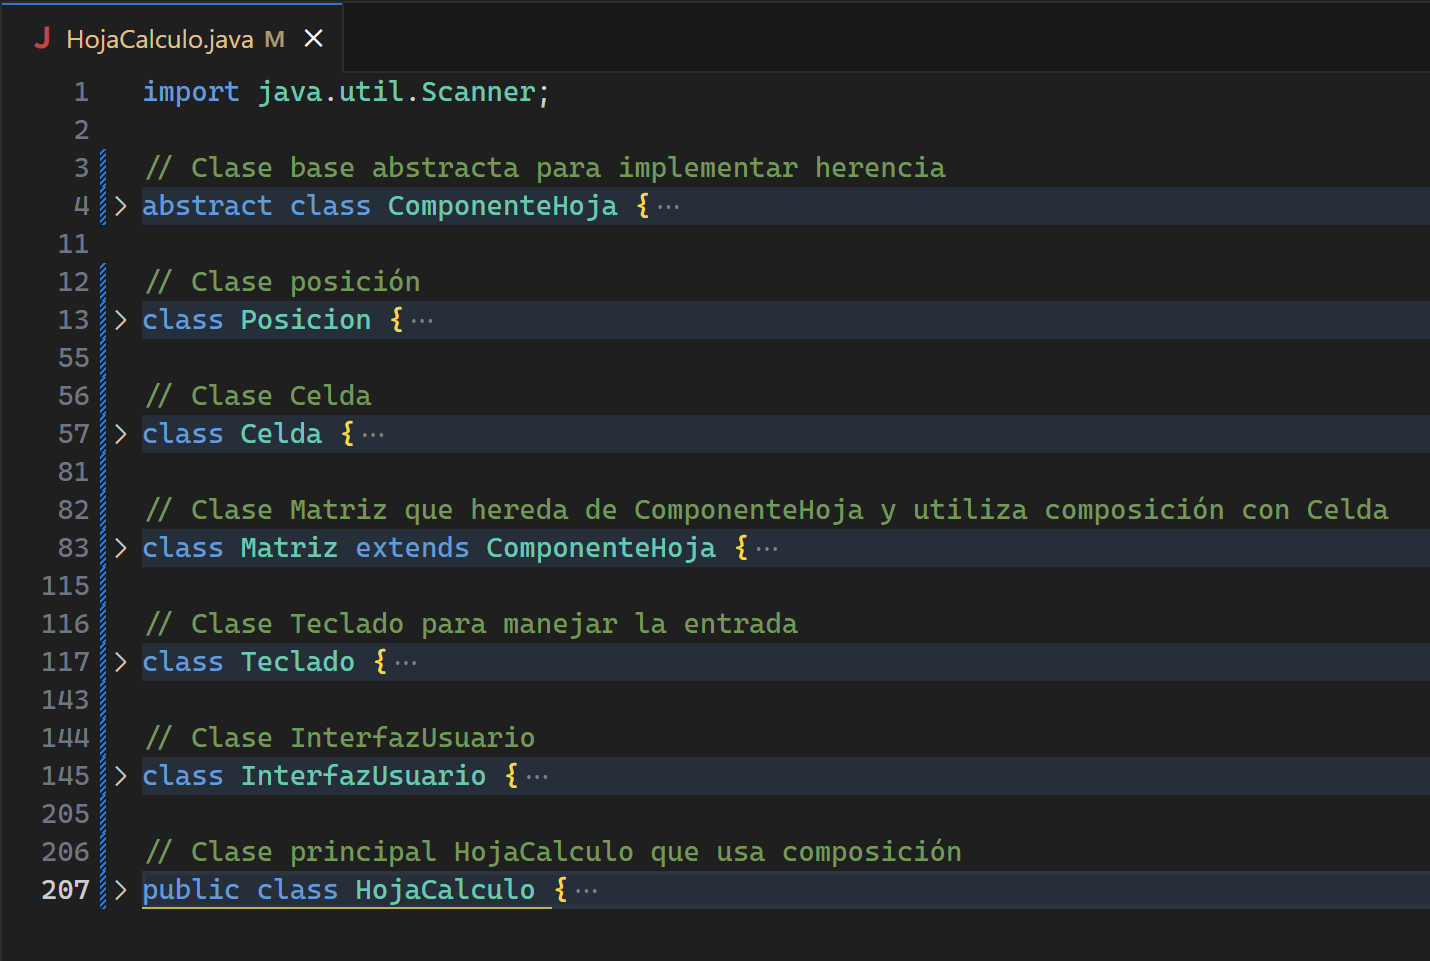 J HojaCalculo.java M ×
1 import java.util.Scanner;
2
3 // Clase base abstracta para implementar herencia
4 > abstract class ComponenteHoja { ···
11
12 // Clase posición
13 > class Posicion { ···
55
56 // Clase Celda
57 > class Celda { ···
81
82 // Clase Matriz que hereda de ComponenteHoja y utiliza composición con Celda
83 > class Matriz extends ComponenteHoja { ···
115
116 // Clase Teclado para manejar la entrada
117 > class Teclado { ···
143
144 // Clase InterfazUsuario
145 > class InterfazUsuario { ···
205
206 // Clase principal HojaCalculo que usa composición
207 > public class HojaCalculo { ···